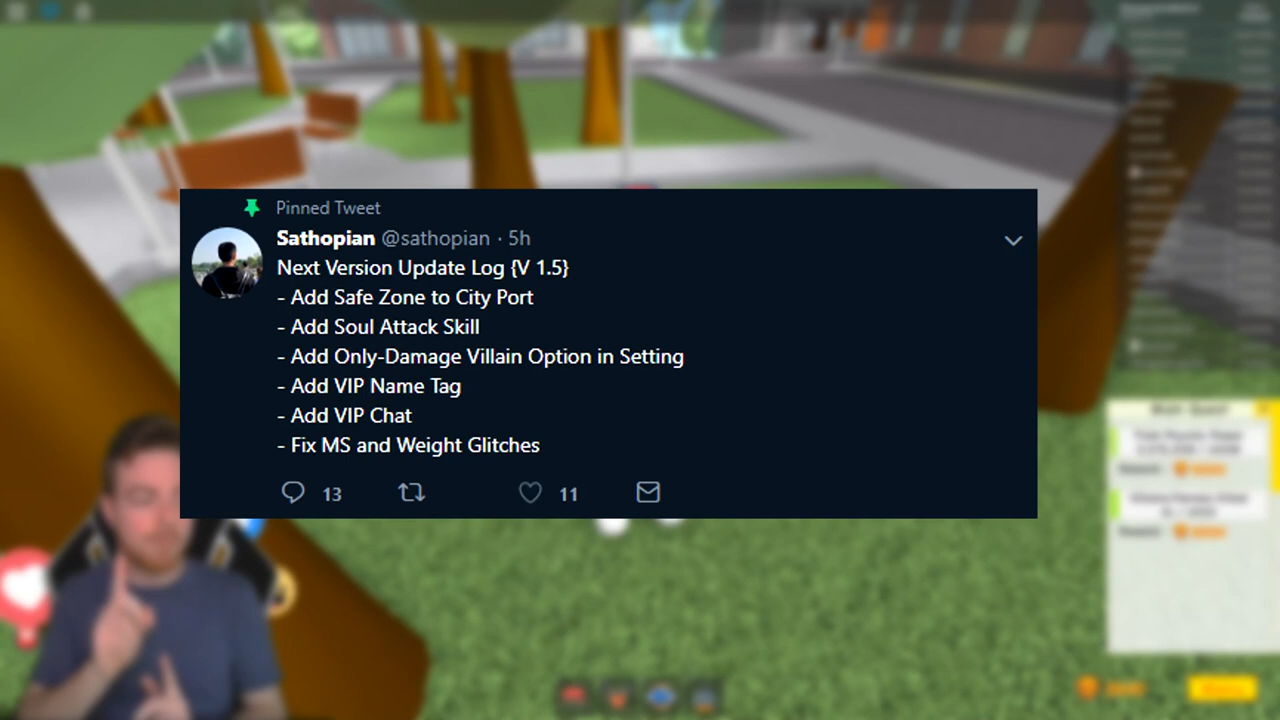 Pinned Tweet
Sathopian @sathopian · 5h
Next Version Update Log {V 1.5}
- Add Safe Zone to City Port
- Add Soul Attack Skill
- Add Only-Damage Villain Option in Setting
- Add VIP Name Tag
- Add VIP Chat
- Fix MS and Weight Glitches
13 11